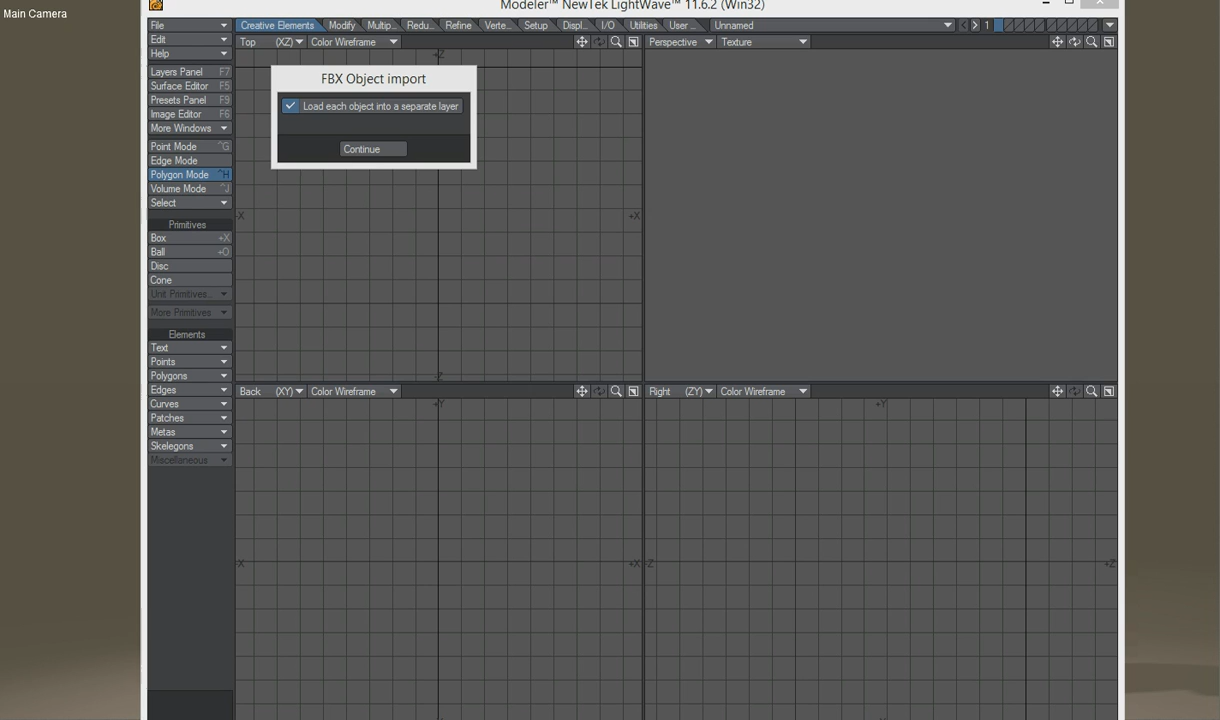 Main Camera
Modeler™ NewTek LightWave™ 11.6.2 (Win32)
File
Creative Elements Modify Multip... Redu... Refine Verte... Setup Displ... I/O Utilities User ... Unnamed 1
Edit
Top (XZ) Color Wireframe
Perspective Texture
Help
+Z
FBX Object import
Load each object into a separate layer
Continue
Layers Panel F7
Surface Editor F5
Presets Panel F9
Image Editor F6
More Windows
Point Mode ^G
Edge Mode
Polygon Mode ^H
Volume Mode ^J
Select
-X +X
Primitives
Box +X
Ball +O
Disc
Cone
Unit Primitives...
More Primitives
Elements
Text
Points
Polygons
-Z
Edges
Back (XY) Color Wireframe
Right (ZY) Color Wireframe
Curves
+Y +Y
Patches
Metas
Skelegons
Miscellaneous
-X +X -Z +Z